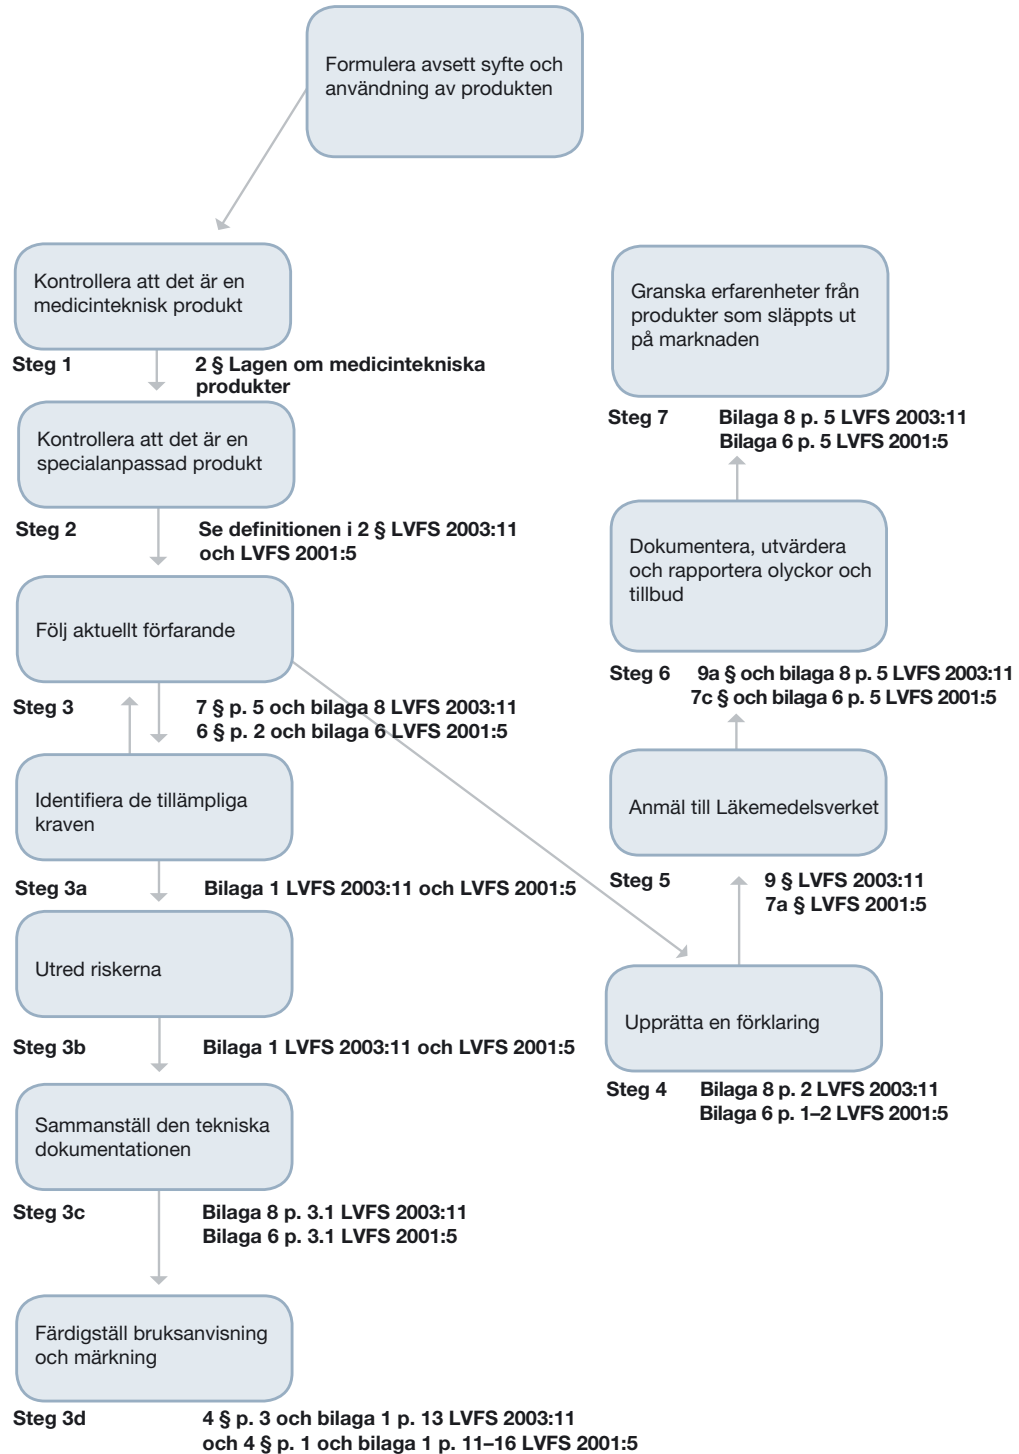 Formulera avsett syfte och
användning av produkten
Kontrollera att det är en
medicinteknisk produkt
Steg 1 2 § Lagen om medicintekniska
produkter
Kontrollera att det är en
specialanpassad produkt
Steg 2 Se definitionen i 2 § LVFS 2003:11
och LVFS 2001:5
Följ aktuellt förfarande
Steg 3 7 § p. 5 och bilaga 8 LVFS 2003:11
6 § p. 2 och bilaga 6 LVFS 2001:5
Identifiera de tillämpliga
kraven
Steg 3a Bilaga 1 LVFS 2003:11 och LVFS 2001:5
Utred riskerna
Steg 3b Bilaga 1 LVFS 2003:11 och LVFS 2001:5
Sammanställ den tekniska
dokumentationen
Steg 3c Bilaga 8 p. 3.1 LVFS 2003:11
Bilaga 6 p. 3.1 LVFS 2001:5
Färdigställ bruksanvisning
och märkning
Steg 3d 4 § p. 3 och bilaga 1 p. 13 LVFS 2003:11
och 4 § p. 1 och bilaga 1 p. 11–16 LVFS 2001:5
Upprätta en förklaring
Steg 4 Bilaga 8 p. 2 LVFS 2003:11
Bilaga 6 p. 1–2 LVFS 2001:5
Anmäl till Läkemedelsverket
Steg 5 9 § LVFS 2003:11
7a § LVFS 2001:5
Dokumentera, utvärdera
och rapportera olyckor och
tillbud
Steg 6 9a § och bilaga 8 p. 5 LVFS 2003:11
7c § och bilaga 6 p. 5 LVFS 2001:5
Granska erfarenheter från
produkter som släppts ut
på marknaden
Steg 7 Bilaga 8 p. 5 LVFS 2003:11
Bilaga 6 p. 5 LVFS 2001:5